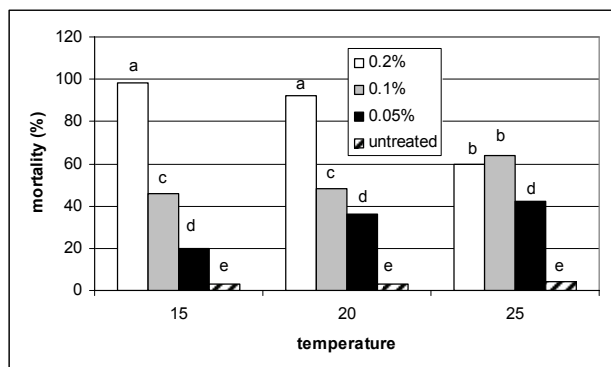 120
100
80
60
40
20
0
mortality (%)
a
c
d
e
a
c
d
e
b
b
d
e
0.2%
0.1%
0.05%
untreated
15
20
25
temperature